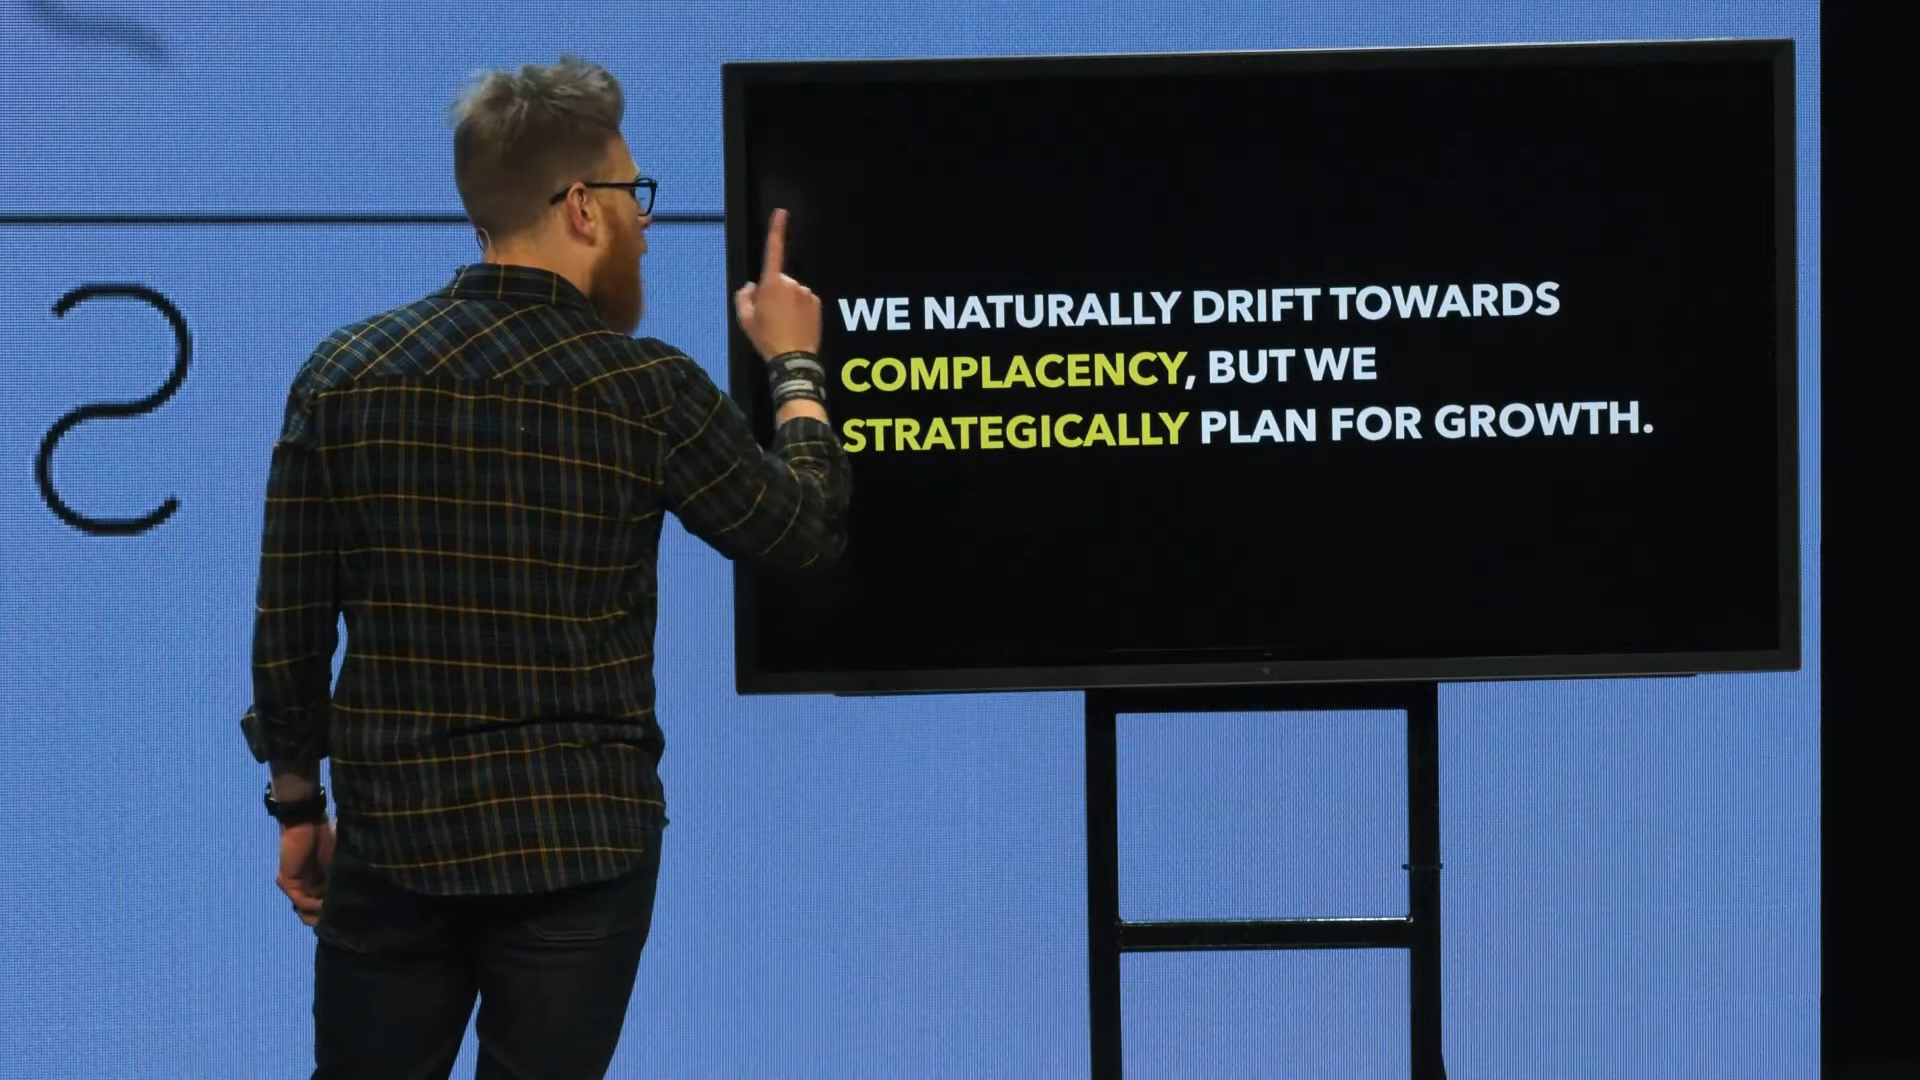 WE NATURALLY DRIFT TOWARDS
COMPLACENCY, BUT WE
STRATEGICALLY PLAN FOR GROWTH.